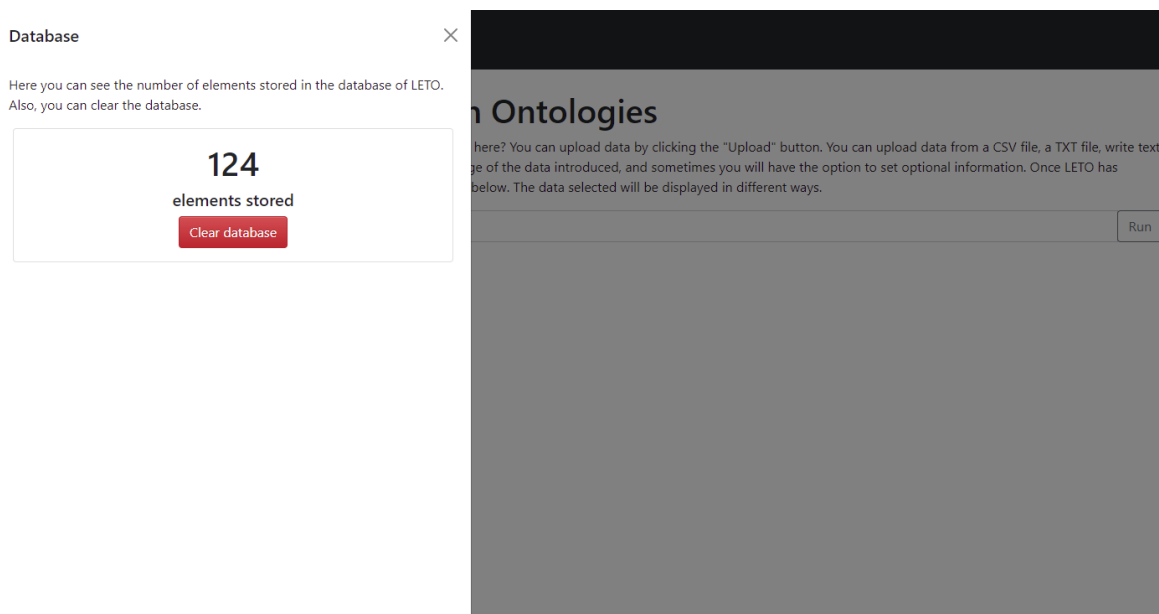 Database
Here you can see the number of elements stored in the database of LETO.
Also, you can clear the database.
124
elements stored
Clear database
Ontologies
here? You can upload data by clicking the "Upload" button. You can upload data from a CSV file, a TXT file, write text
of the data introduced, and sometimes you will have the option to set optional information. Once LETO has
below. The data selected will be displayed in different ways.
Run